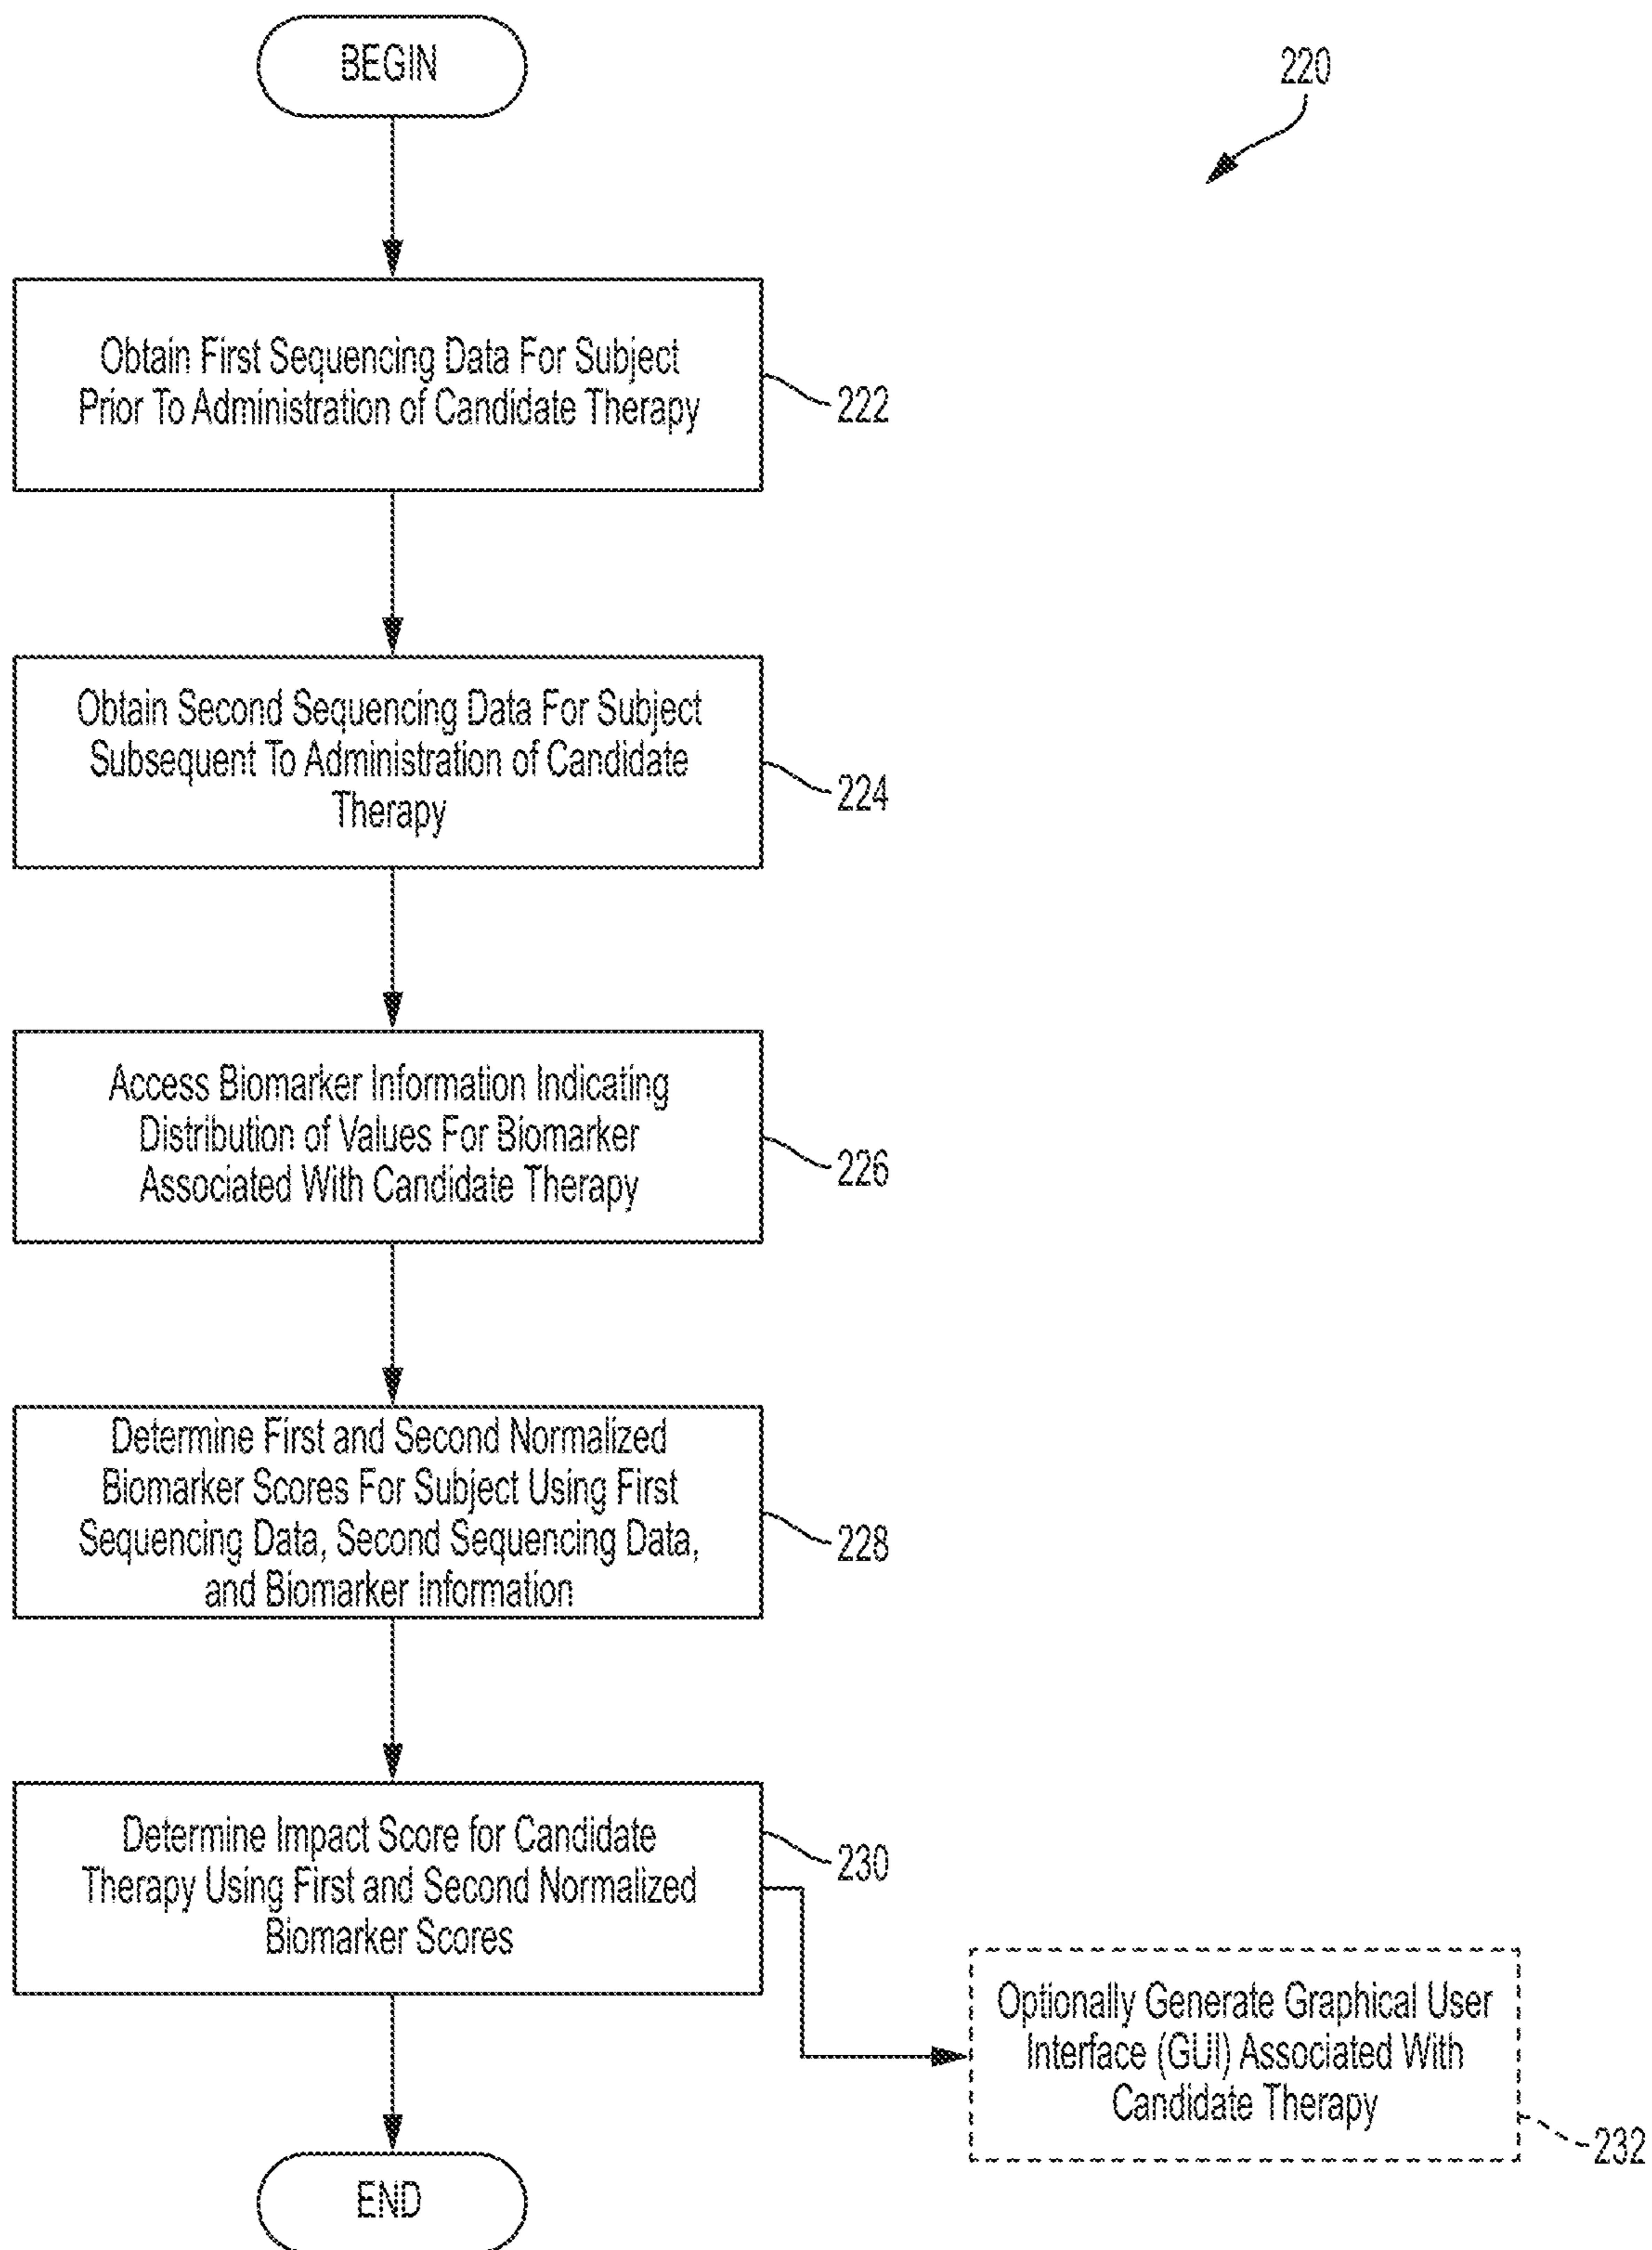 BEGIN
220
Obtain First Sequencing Data For Subject
Prior To Administration of Candidate Therapy
222
Obtain Second Sequencing Data For Subject
Subsequent To Administration of Candidate
Therapy
224
Access Biomarker Information Indicating
Distribution of Values For Biomarker
Associated With Candidate Therapy
226
Determine First and Second Normalized
Biomarker Scores For Subject Using First
Sequencing Data, Second Sequencing Data,
and Biomarker Information
228
Determine Impact Score for Candidate
Therapy Using First and Second Normalized
Biomarker Scores
230
Optionally Generate Graphical User
Interface (GUI) Associated With
Candidate Therapy
232
END